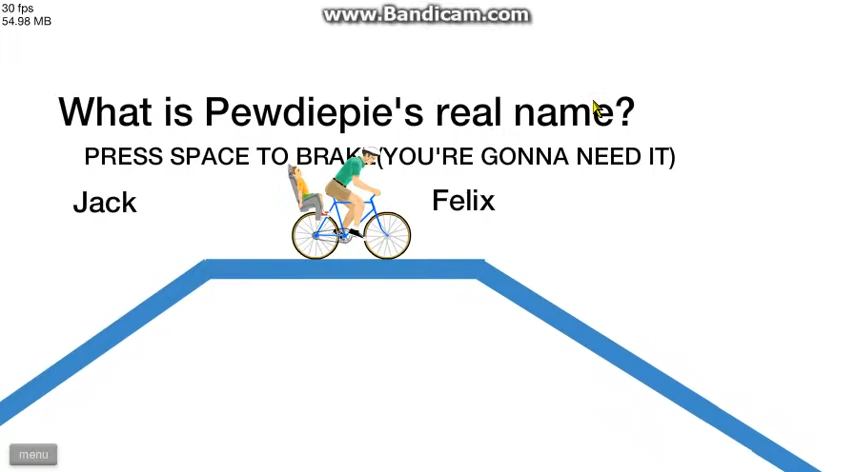 30 fps
54.98 MB
www.Bandicam.com
What is Pewdiepie's real name?
PRESS SPACE TO BRAKE(YOU'RE GONNA NEED IT)
Jack
Felix
menu